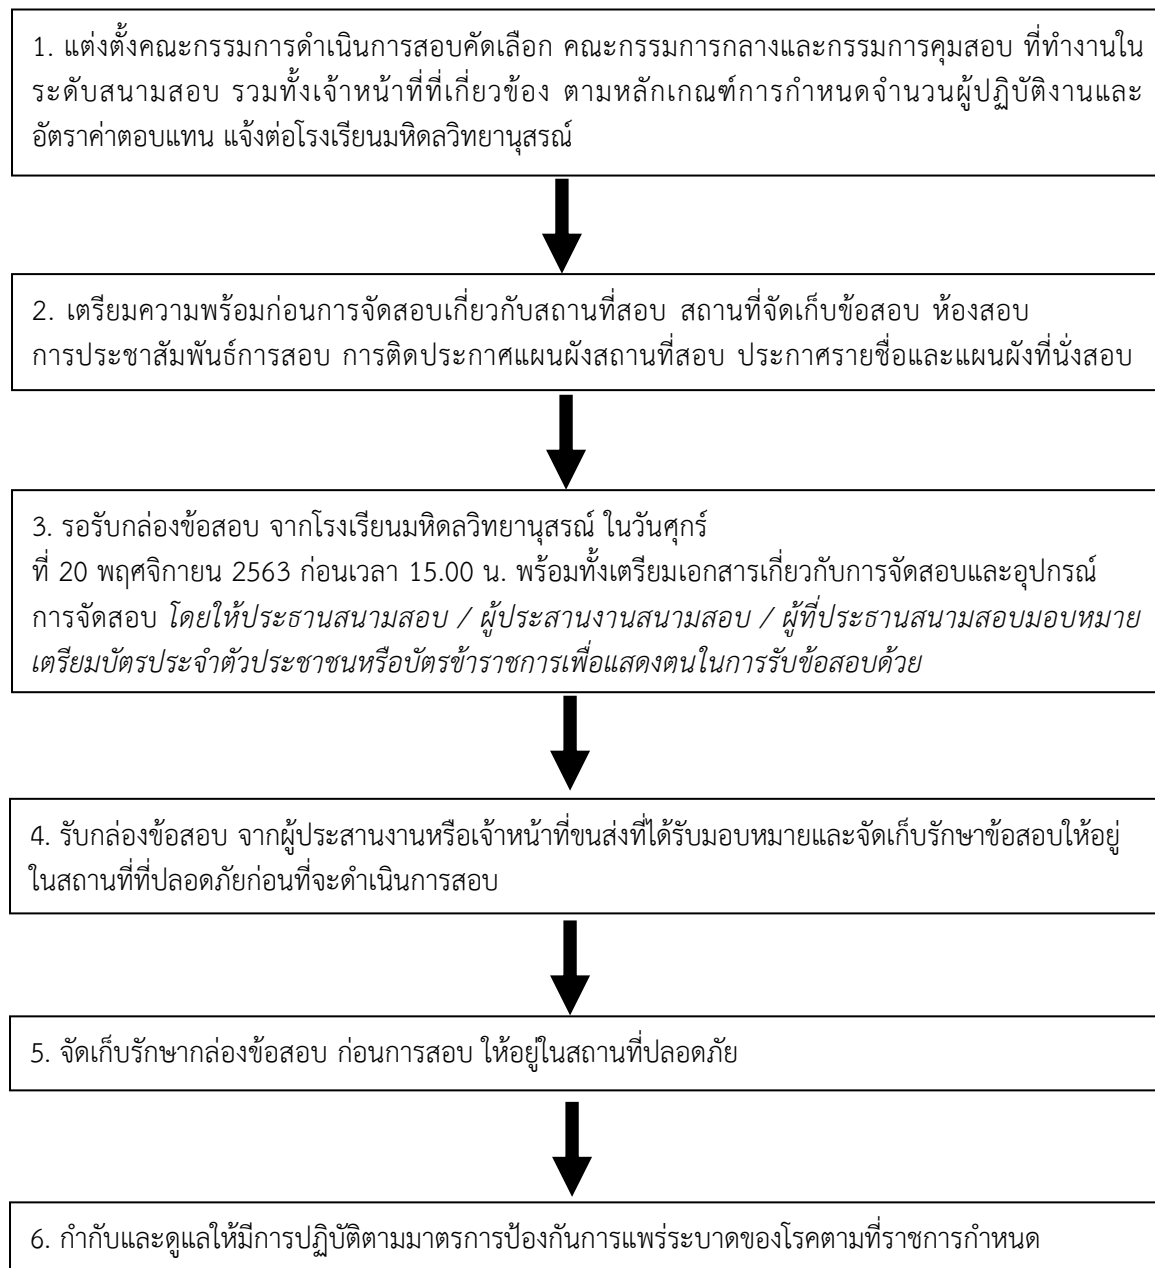 1. แต่งตั้งคณะกรรมการดำเนินการสอบคัดเลือก คณะกรรมการกลางและกรรมการคุมสอบ ที่ทำงานใน
ระดับสนามสอบ รวมทั้งเจ้าหน้าที่ที่เกี่ยวข้อง ตามหลักเกณฑ์การกำหนดจำนวนผู้ปฏิบัติงานและ
อัตราค่าตอบแทน แจ้งต่อโรงเรียนมหิดลวิทยานุสรณ์
2. เตรียมความพร้อมก่อนการจัดสอบเกี่ยวกับสถานที่สอบ สถานที่จัดเก็บข้อสอบ ห้องสอบ
การประชาสัมพันธ์การสอบ การติดประกาศแผนผังสถานที่สอบ ประกาศรายชื่อและแผนผังที่นั่งสอบ
3. รอรับกล่องข้อสอบ จากโรงเรียนมหิดลวิทยานุสรณ์ ในวันศุกร์
ที่ 20 พฤศจิกายน 2563 ก่อนเวลา 15.00 น. พร้อมทั้งเตรียมเอกสารเกี่ยวกับการจัดสอบและอุปกรณ์
การจัดสอบ โดยให้ประธานสนามสอบ / ผู้ประสานงานสนามสอบ / ผู้ที่ประธานสนามสอบมอบหมาย
เตรียมบัตรประจำตัวประชาชนหรือบัตรข้าราชการเพื่อแสดงตนในการรับข้อสอบด้วย
4. รับกล่องข้อสอบ จากผู้ประสานงานหรือเจ้าหน้าที่ขนส่งที่ได้รับมอบหมายและจัดเก็บรักษาข้อสอบให้อยู่
ในสถานที่ที่ปลอดภัยก่อนที่จะดำเนินการสอบ
5. จัดเก็บรักษากล่องข้อสอบ ก่อนการสอบ ให้อยู่ในสถานที่ปลอดภัย
6. กำกับและดูแลให้มีการปฏิบัติตามมาตรการป้องกันการแพร่ระบาดของโรคตามที่ราชการกำหนด